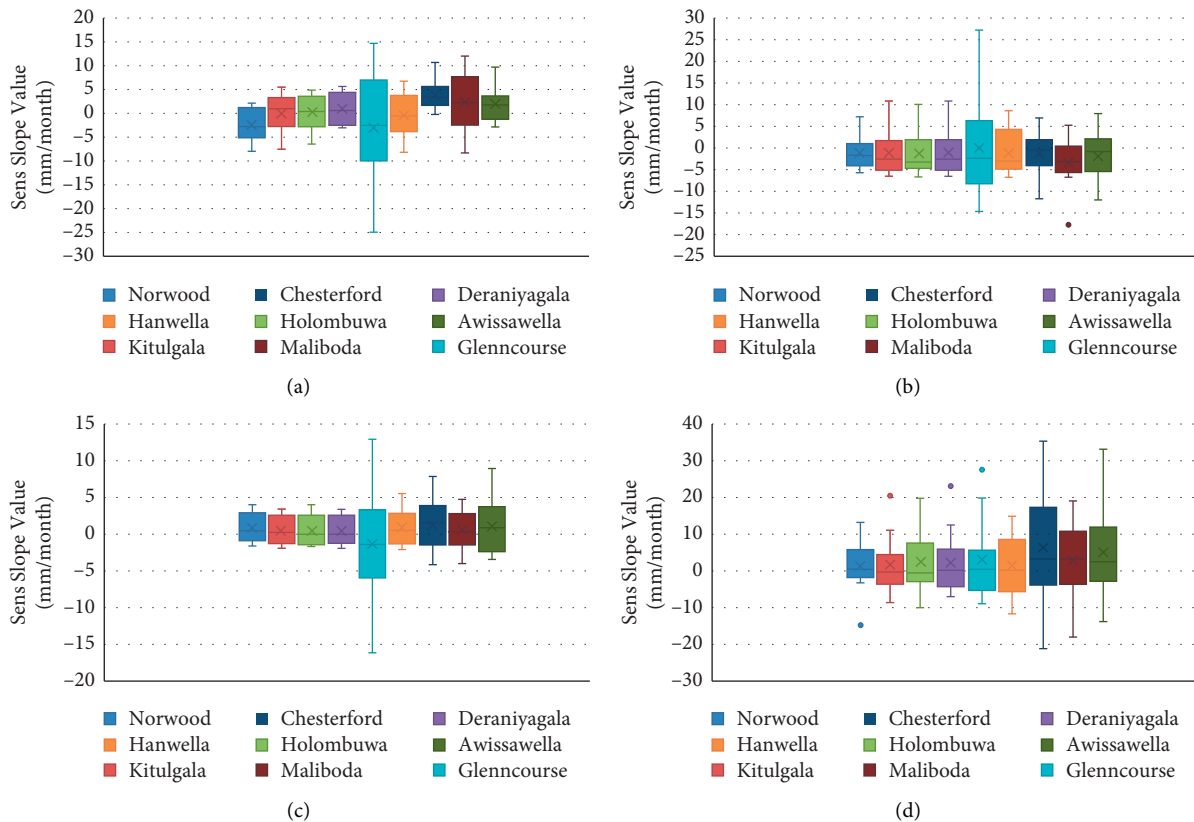 Sens Slope Value
(mm/month)
20
15
10
5
0
−5
−10
−15
−20
−25
−30
Norwood Chesterford Deraniyagala
Hanwella Holombuwa Awissawella
Kitulgala Maliboda Glenncourse
(a)
Sens Slope Value
(mm/month)
30
25
20
15
10
5
0
−5
−10
−15
−20
−25
Norwood Chesterford Deraniyagala
Hanwella Holombuwa Awissawella
Kitulgala Maliboda Glenncourse
(b)
Sens Slope Value
(mm/month)
15
10
5
0
−5
−10
−15
−20
Norwood Chesterford Deraniyagala
Hanwella Holombuwa Awissawella
Kitulgala Maliboda Glenncourse
(c)
Sens Slope Value
(mm/month)
40
30
20
10
0
−10
−20
−30
Norwood Chesterford Deraniyagala
Hanwella Holombuwa Awissawella
Kitulgala Maliboda Glenncourse
(d)